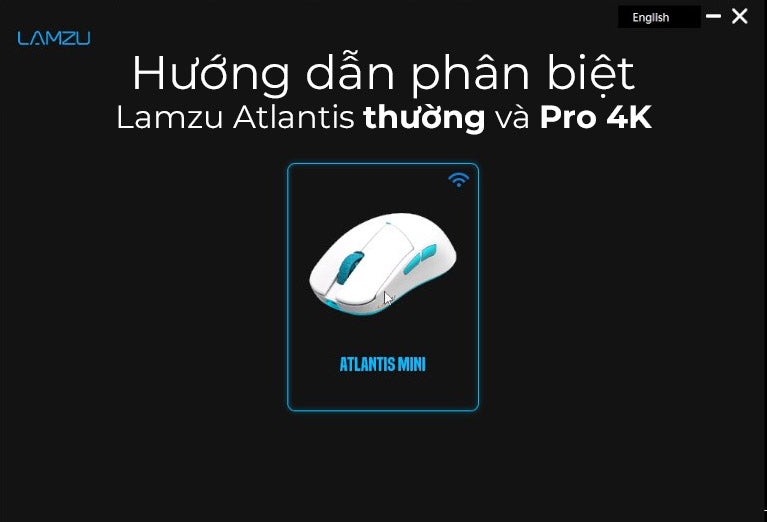 English
LAMZU
Hướng dẫn phân biệt
Lamzu Atlantis thường và Pro 4K
ATLANTIS MINI